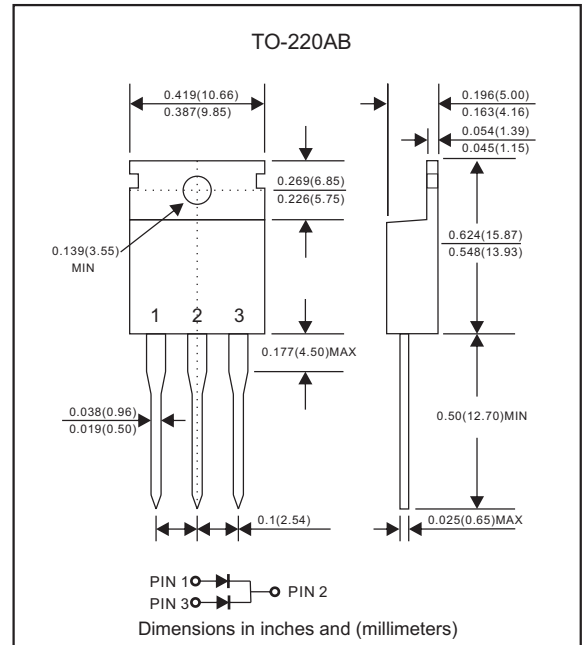 TO-220AB
0.419(10.66)
0.387(9.85)
0.196(5.00)
0.163(4.16)
0.054(1.39)
0.045(1.15)
0.269(6.85)
0.226(5.75)
0.139(3.55)
MIN
0.624(15.87)
0.548(13.93)
1 2 3
0.177(4.50)MAX
0.038(0.96)
0.019(0.50)
0.50(12.70)MIN
0.1(2.54)
0.025(0.65)MAX
PIN 1
PIN 2
PIN 3
Dimensions in inches and (millimeters)